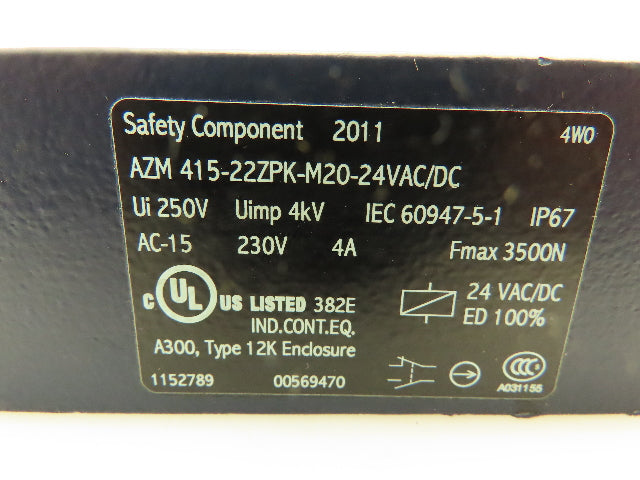 Safety Component 2011 4W0
AZM 415-22ZPK-M20-24VAC/DC
Ui 250V Uimp 4kV IEC 60947-5-1 IP67
AC-15 230V 4A Fmax 3500N
c UL US LISTED 382E
IND.CONT.EQ.
24 VAC/DC
ED 100%
A300, Type 12K Enclosure
1152789 00569470
CCC
A031155